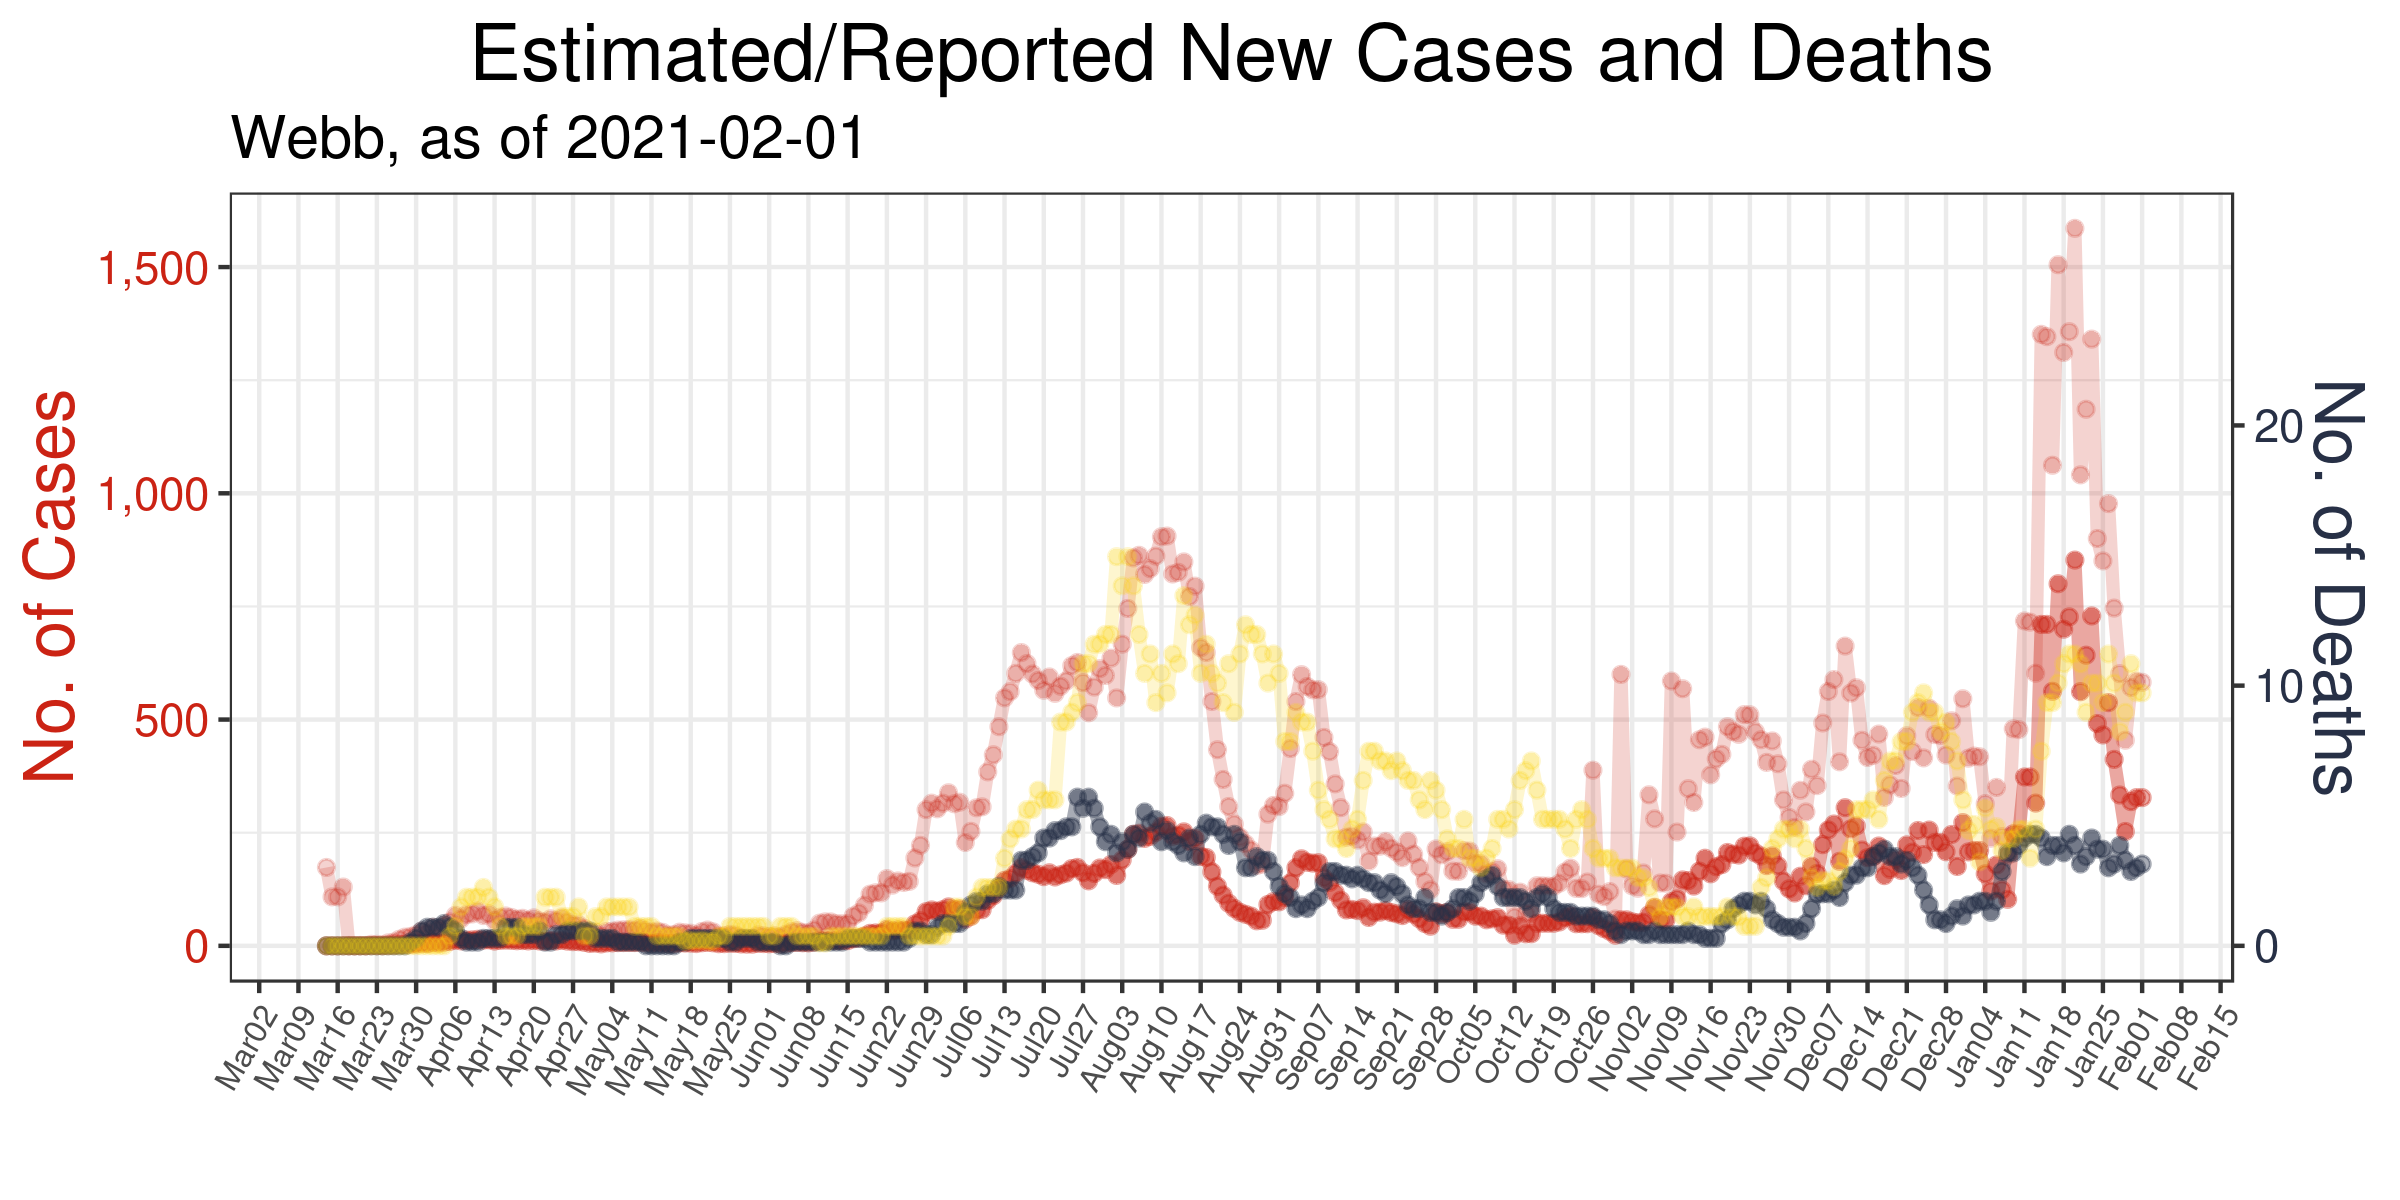 Estimated/Reported New Cases and Deaths
Webb, as of 2021-02-01
No. of Cases
1,500
1,000
500
0
No. of Deaths
20
10
0
Mar02
Mar09
Mar16
Mar23
Mar30
Apr06
Apr13
Apr20
Apr27
May04
May11
May18
May25
Jun01
Jun08
Jun15
Jun22
Jun29
Jul06
Jul13
Jul20
Jul27
Aug03
Aug10
Aug17
Aug24
Aug31
Sep07
Sep14
Sep21
Sep28
Oct05
Oct12
Oct19
Oct26
Nov02
Nov09
Nov16
Nov23
Nov30
Dec07
Dec14
Dec21
Dec28
Jan04
Jan11
Jan18
Jan25
Feb01
Feb08
Feb15